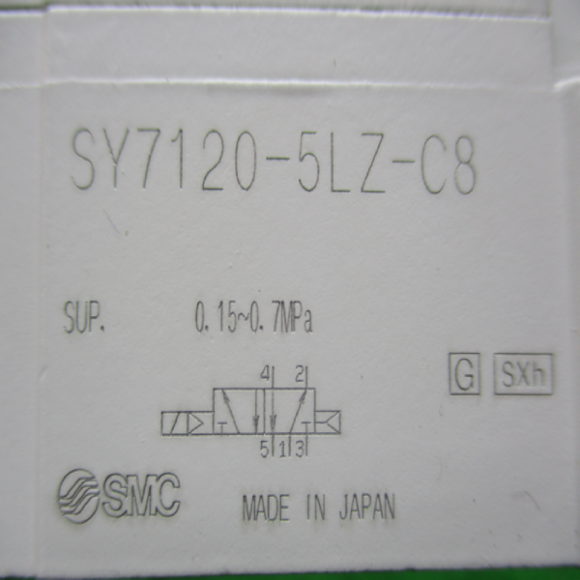 SY7120-5LZ-C8
SUP. 0.15~0.7MPa
G SXh
4 2
5 1 3
SMC MADE IN JAPAN